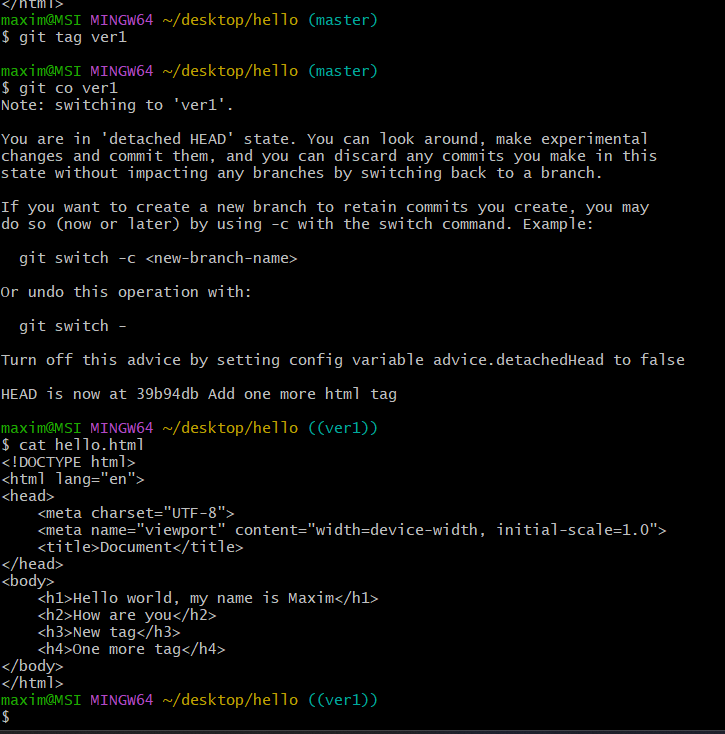 </html>
maxim@MSI MINGW64 ~/desktop/hello (master)
$ git tag ver1
maxim@MSI MINGW64 ~/desktop/hello (master)
$ git co ver1
Note: switching to 'ver1'.
You are in 'detached HEAD' state. You can look around, make experimental
changes and commit them, and you can discard any commits you make in this
state without impacting any branches by switching back to a branch.
If you want to create a new branch to retain commits you create, you may
do so (now or later) by using -c with the switch command. Example:
  git switch -c <new-branch-name>
Or undo this operation with:
  git switch -
Turn off this advice by setting config variable advice.detachedHead to false
HEAD is now at 39b94db Add one more html tag
maxim@MSI MINGW64 ~/desktop/hello ((ver1))
$ cat hello.html
<!DOCTYPE html>
<html lang="en">
<head>
    <meta charset="UTF-8">
    <meta name="viewport" content="width=device-width, initial-scale=1.0">
    <title>Document</title>
</head>
<body>
    <h1>Hello world, my name is Maxim</h1>
    <h2>How are you</h2>
    <h3>New tag</h3>
    <h4>One more tag</h4>
</body>
</html>
maxim@MSI MINGW64 ~/desktop/hello ((ver1))
$